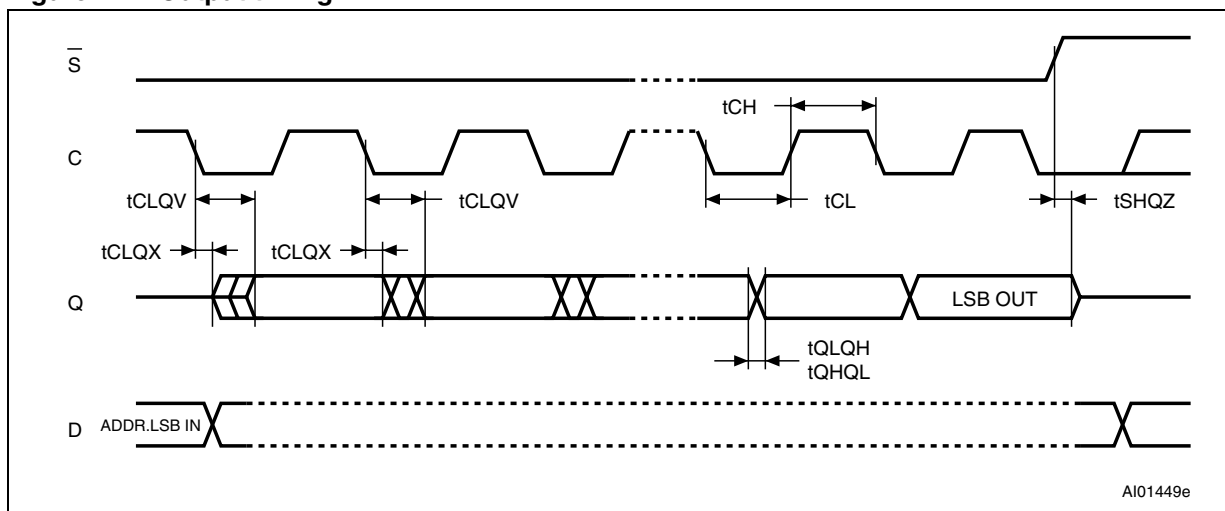 S
tCH
C
tCLQV
tCLQV
tCL
tSHQZ
tCLQX
tCLQX
Q
LSB OUT
tQLQH
tQHQL
D
ADDR.LSB IN
AI01449e